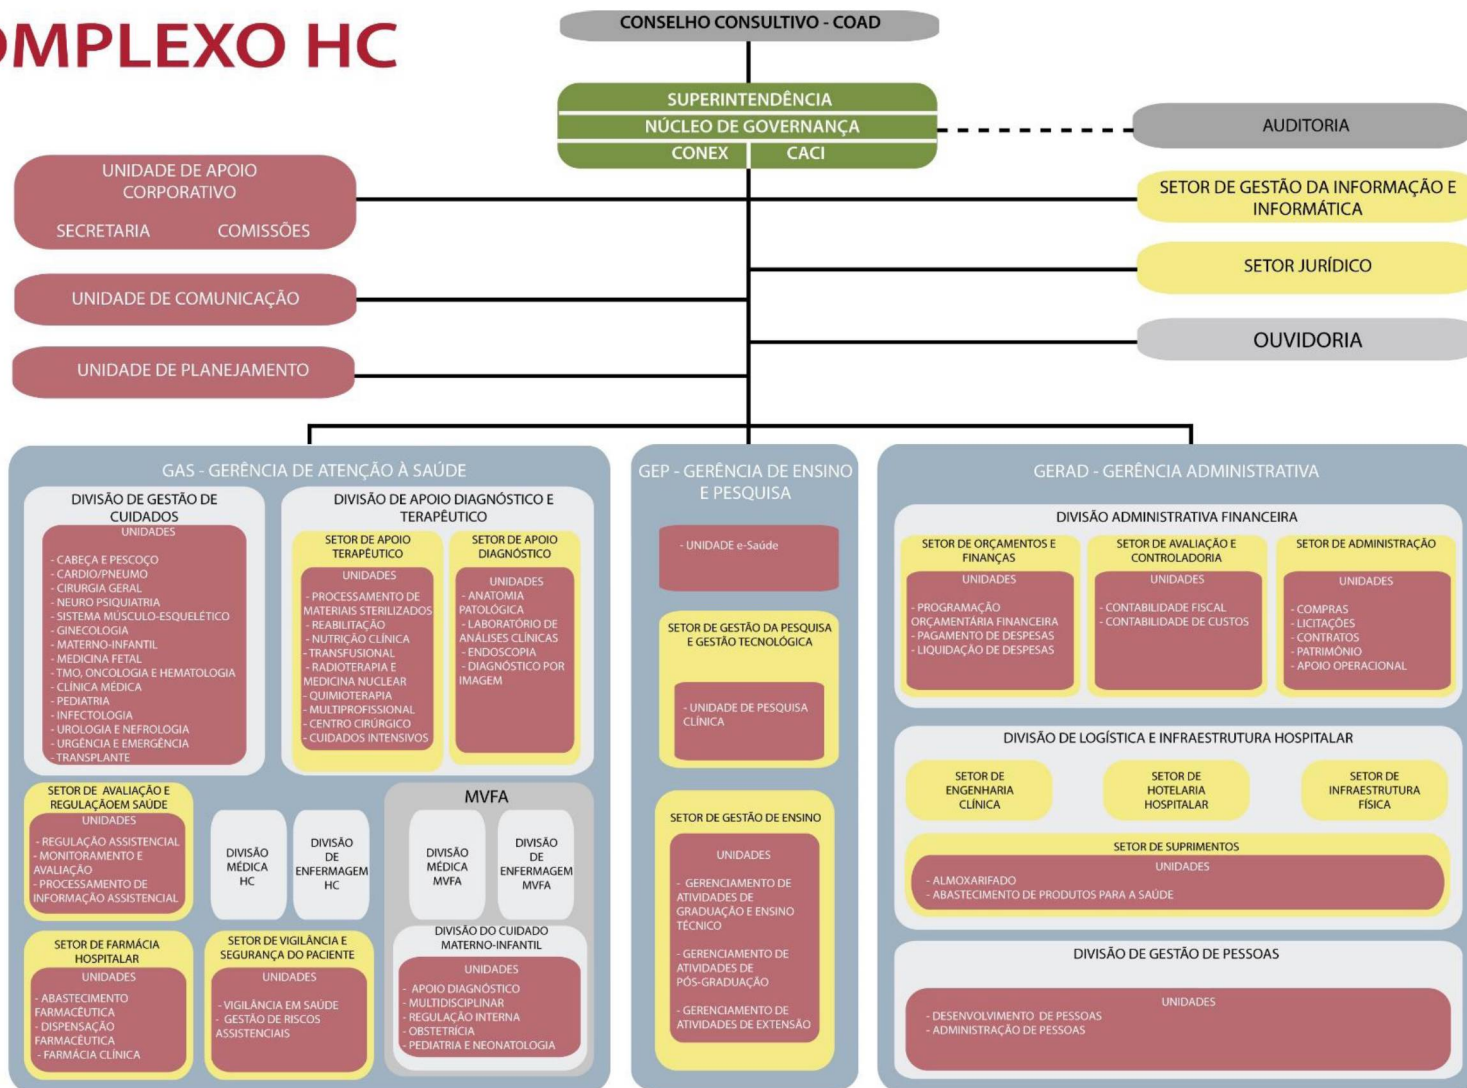 OMPLEXO HC
CONSELHO CONSULTIVO - COAD
SUPERINTENDÊNCIA
NÚCLEO DE GOVERNANÇA
CONEX
CACI
AUDITORIA
UNIDADE DE APOIO
CORPORATIVO
SECRETARIA
COMISSÕES
SETOR DE GESTÃO DA INFORMAÇÃO E
INFORMÁTICA
SETOR JURÍDICO
UNIDADE DE COMUNICAÇÃO
OUVIDORIA
UNIDADE DE PLANEJAMENTO
GAS - GERÊNCIA DE ATENÇÃO À SAÚDE
DIVISÃO DE GESTÃO DE
CUIDADOS
UNIDADES
- CABEÇA E PESCOÇO
- CARDIO/PNEUMO
- CIRURGIA GERAL
- NEURO PSIQUIATRIA
- SISTEMA MÚSCULO-ESQUELÉTICO
- GINECOLOGIA
- MATERNO-INFANTIL
- MEDICINA FETAL
- TMO, ONCOLOGIA E HEMATOLOGIA
- CLÍNICA MÉDICA
- PEDIATRIA
- INFECTOLOGIA
- UROLOGIA E NEFROLOGIA
- URGÊNCIA E EMERGÊNCIA
- TRANSPLANTE
DIVISÃO DE APOIO DIAGNÓSTICO E
TERAPÊUTICO
SETOR DE APOIO
TERAPÊUTICO
UNIDADES
- PROCESSAMENTO DE
MATERIAIS STERILIZADOS
- REABILITAÇÃO
- NUTRIÇÃO CLÍNICA
- TRANSFUSIONAL
- RADIOTERAPIA E
MEDICINA NUCLEAR
- QUIMIOTERAPIA
- MULTIPROFISSIONAL
- CENTRO CIRÚRGICO
- CUIDADOS INTENSIVOS
SETOR DE APOIO
DIAGNÓSTICO
UNIDADES
- ANATOMIA
PATOLÓGICA
- LABORATÓRIO DE
ANÁLISES CLÍNICAS
- ENDOSCOPIA
- DIAGNÓSTICO POR
IMAGEM
SETOR DE AVALIAÇÃO E
REGULAÇÃOEM SAÚDE
UNIDADES
- REGULAÇÃO ASSISTENCIAL
- MONITORAMENTO E
AVALIAÇÃO
- PROCESSAMENTO DE
INFORMAÇÃO ASSISTENCIAL
DIVISÃO
MÉDICA
HC
DIVISÃO
DE
ENFERMAGEM
HC
MVFA
DIVISÃO
MÉDICA
MVFA
DIVISÃO
DE
ENFERMAGEM
MVFA
DIVISÃO DO CUIDADO
MATERNO-INFANTIL
UNIDADES
- APOIO DIAGNÓSTICO
- MULTIDISCIPLINAR
- REGULAÇÃO INTERNA
- OBSTETRÍCIA
- PEDIATRIA E NEONATOLOGIA
SETOR DE FARMÁCIA
HOSPITALAR
UNIDADES
- ABASTECIMENTO
FARMACÊUTICA
- DISPENSAÇÃO
FARMACÊUTICA
- FARMÁCIA CLÍNICA
SETOR DE VIGILÂNCIA E
SEGURANÇA DO PACIENTE
UNIDADES
- VIGILÂNCIA EM SAÚDE
- GESTÃO DE RISCOS
ASSISTENCIAIS
GEP - GERÊNCIA DE ENSINO
E PESQUISA
- UNIDADE e-Saúde
SETOR DE GESTÃO DA PESQUISA
E GESTÃO TECNOLÓGICA
- UNIDADE DE PESQUISA
CLÍNICA
SETOR DE GESTÃO DE ENSINO
UNIDADES
- GERENCIAMENTO DE
ATIVIDADES DE
GRADUAÇÃO E ENSINO
TÉCNICO
- GERENCIAMENTO DE
ATIVIDADES DE
PÓS-GRADUAÇÃO
- GERENCIAMENTO DE
ATIVIDADES DE EXTENSÃO
GERAD - GERÊNCIA ADMINISTRATIVA
DIVISÃO ADMINISTRATIVA FINANCEIRA
SETOR DE ORÇAMENTOS E
FINANÇAS
UNIDADES
- PROGRAMAÇÃO
ORÇAMENTÁRIA FINANCEIRA
- PAGAMENTO DE DESPESAS
- LIQUIDAÇÃO DE DESPESAS
SETOR DE AVALIAÇÃO E
CONTROLADORIA
UNIDADES
- CONTABILIDADE FISCAL
- CONTABILIDADE DE CUSTOS
SETOR DE ADMINISTRAÇÃO
UNIDADES
- COMPRAS
- LICITAÇÕES
- CONTRATOS
- PATRIMÔNIO
- APOIO OPERACIONAL
DIVISÃO DE LOGÍSTICA E INFRAESTRUTURA HOSPITALAR
SETOR DE
ENGENHARIA
CLÍNICA
SETOR DE
HOTELARIA
HOSPITALAR
SETOR DE
INFRAESTRUTURA
FÍSICA
SETOR DE SUPRIMENTOS
UNIDADES
- ALMOXARIFADO
- ABASTECIMENTO DE PRODUTOS PARA A SAÚDE
DIVISÃO DE GESTÃO DE PESSOAS
UNIDADES
- DESENVOLVIMENTO DE PESSOAS
- ADMINISTRAÇÃO DE PESSOAS